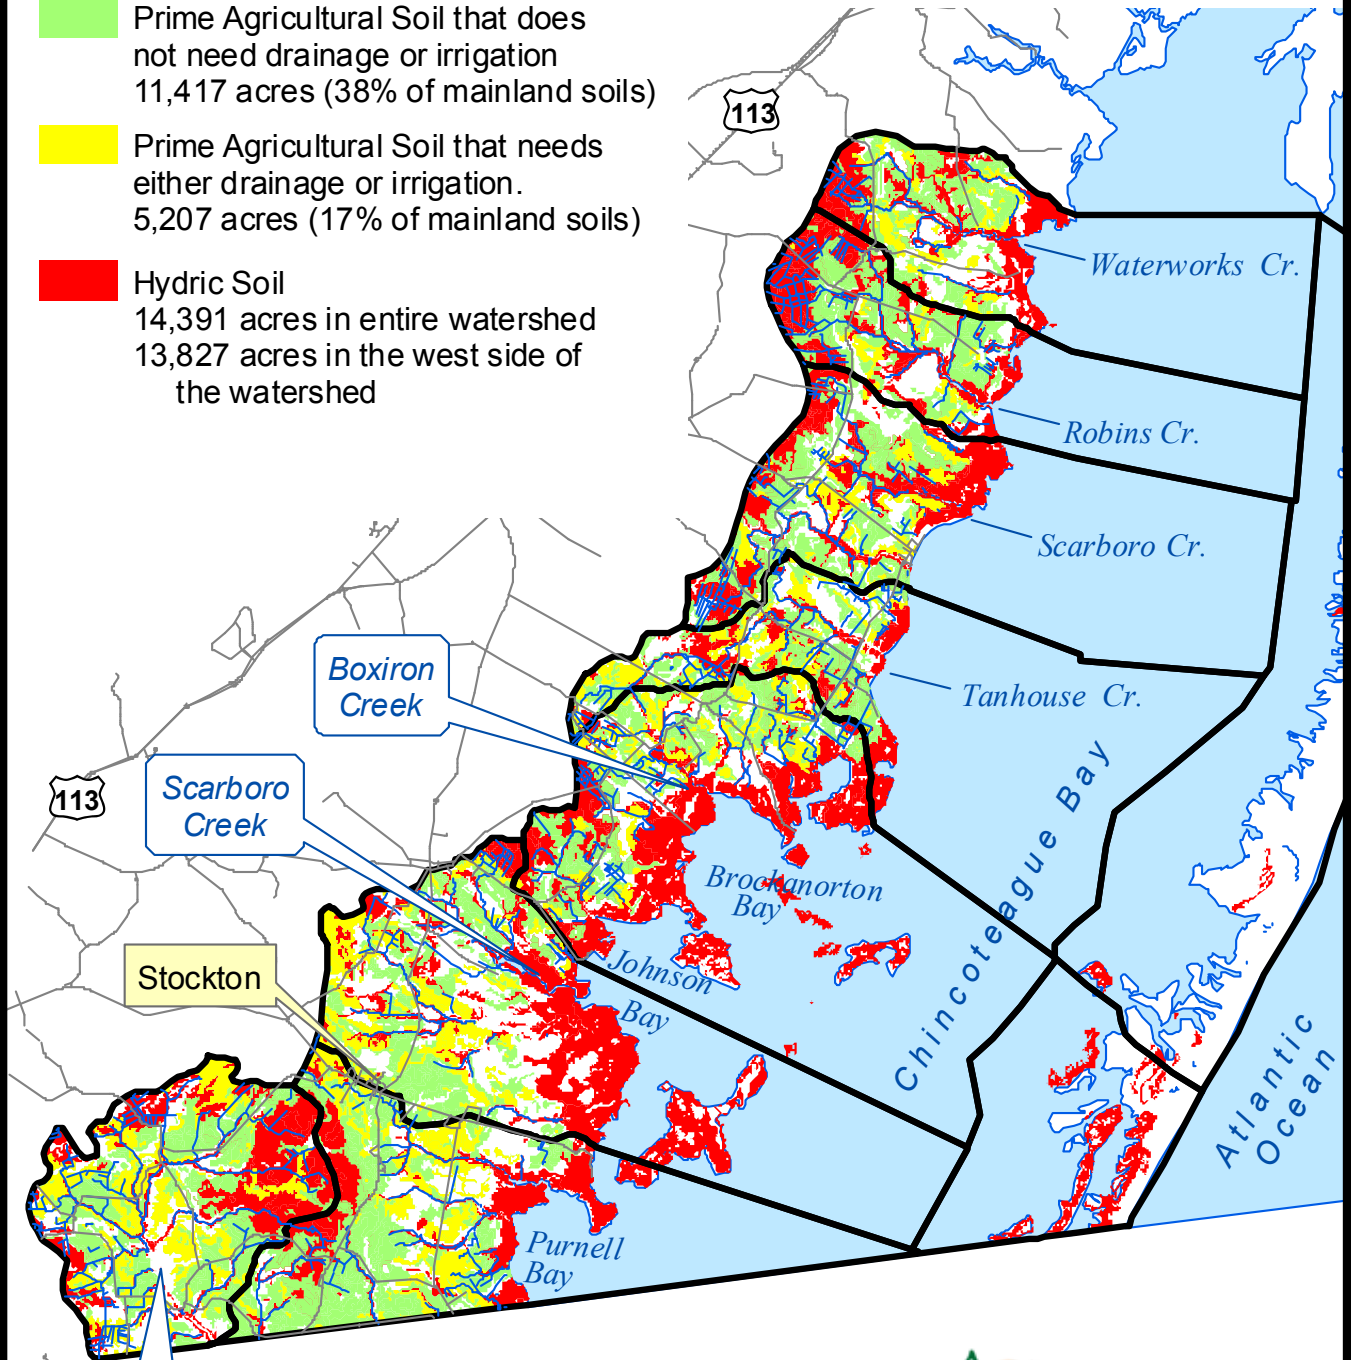 Prime Agricultural Soil that does
not need drainage or irrigation
11,417 acres (38% of mainland soils)
Prime Agricultural Soil that needs
either drainage or irrigation.
5,207 acres (17% of mainland soils)
Hydric Soil
14,391 acres in entire watershed
13,827 acres in the west side of
the watershed
113
Waterworks Cr.
Robins Cr.
Scarboro Cr.
Tanhouse Cr.
Boxiron
Creek
113
Scarboro
Creek
Stockton
Brockanorton
Bay
Johnson
Bay
Chincoteague Bay
Purnell
Bay
Atlantic
Ocean